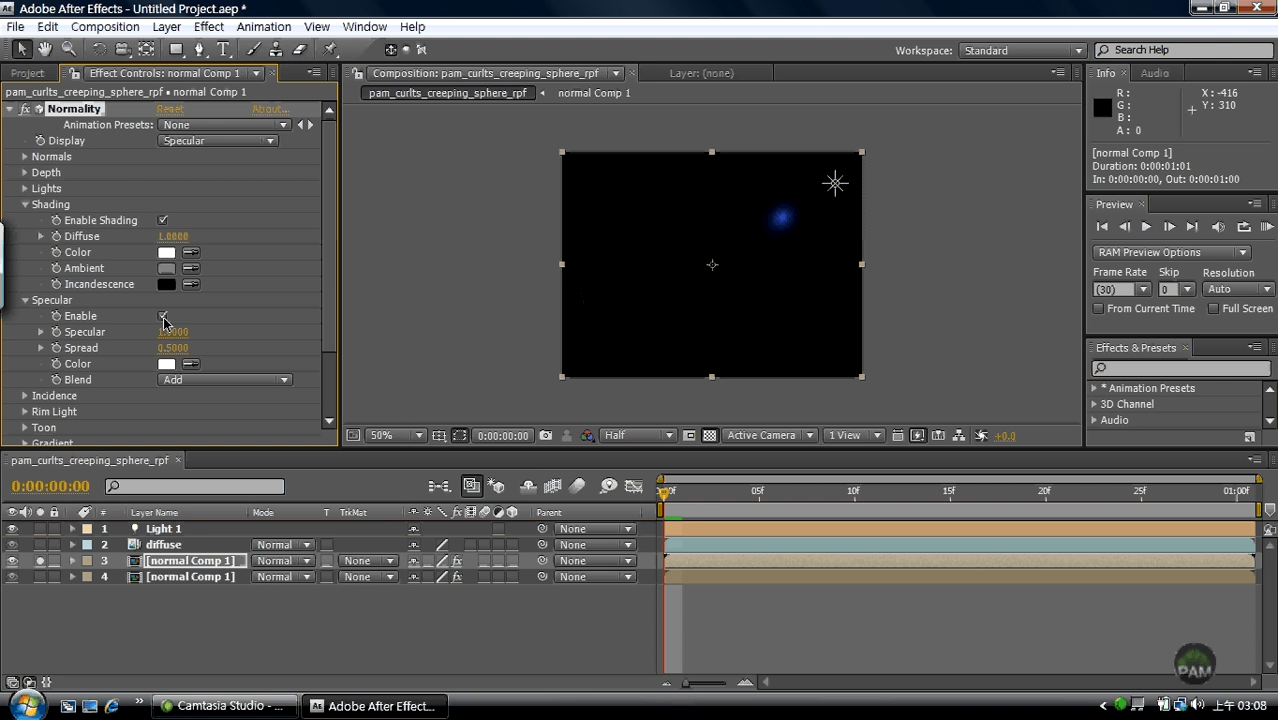 Adobe After Effects - Untitled Project.aep *
File Edit Composition Layer Effect Animation View Window Help
Workspace: Standard Search Help
Project Effect Controls: normal Comp 1
pam_curlts_creeping_sphere_rpf • normal Comp 1
fx Normality Reset About...
Animation Presets: None
Display Specular
Normals
Depth
Lights
Shading
Enable Shading
Diffuse 1.0000
Color
Ambient
Incandescence
Specular
Enable
Specular
Spread 0.5000
Color
Blend Add
Incidence
Rim Light
Toon
Gradient
Composition: pam_curlts_creeping_sphere_rpf Layer: (none)
pam_curlts_creeping_sphere_rpf normal Comp 1
50% 0:00:00:00 Half Active Camera 1 View +0.0
Info Audio
R : X : -416
G : Y : 310
B :
A : 0
[normal Comp 1]
Duration: 0:00:01:01
In: 0:00:00:00, Out: 0:00:01:00
Preview
RAM Preview Options
Frame Rate Skip Resolution
(30) 0 Auto
From Current Time Full Screen
Effects & Presets
* Animation Presets
3D Channel
Audio
pam_curlts_creeping_sphere_rpf
0:00:00:00
05f 10f 15f 20f 25f 01:00f
# Layer Name Mode T TrkMat Parent
1 Light 1 None
2 diffuse Normal None
3 [normal Comp 1] Normal None fx None
4 [normal Comp 1] Normal None fx None
PAM
Start Camtasia Studio - ... Adobe After Effect... 上午 03:08